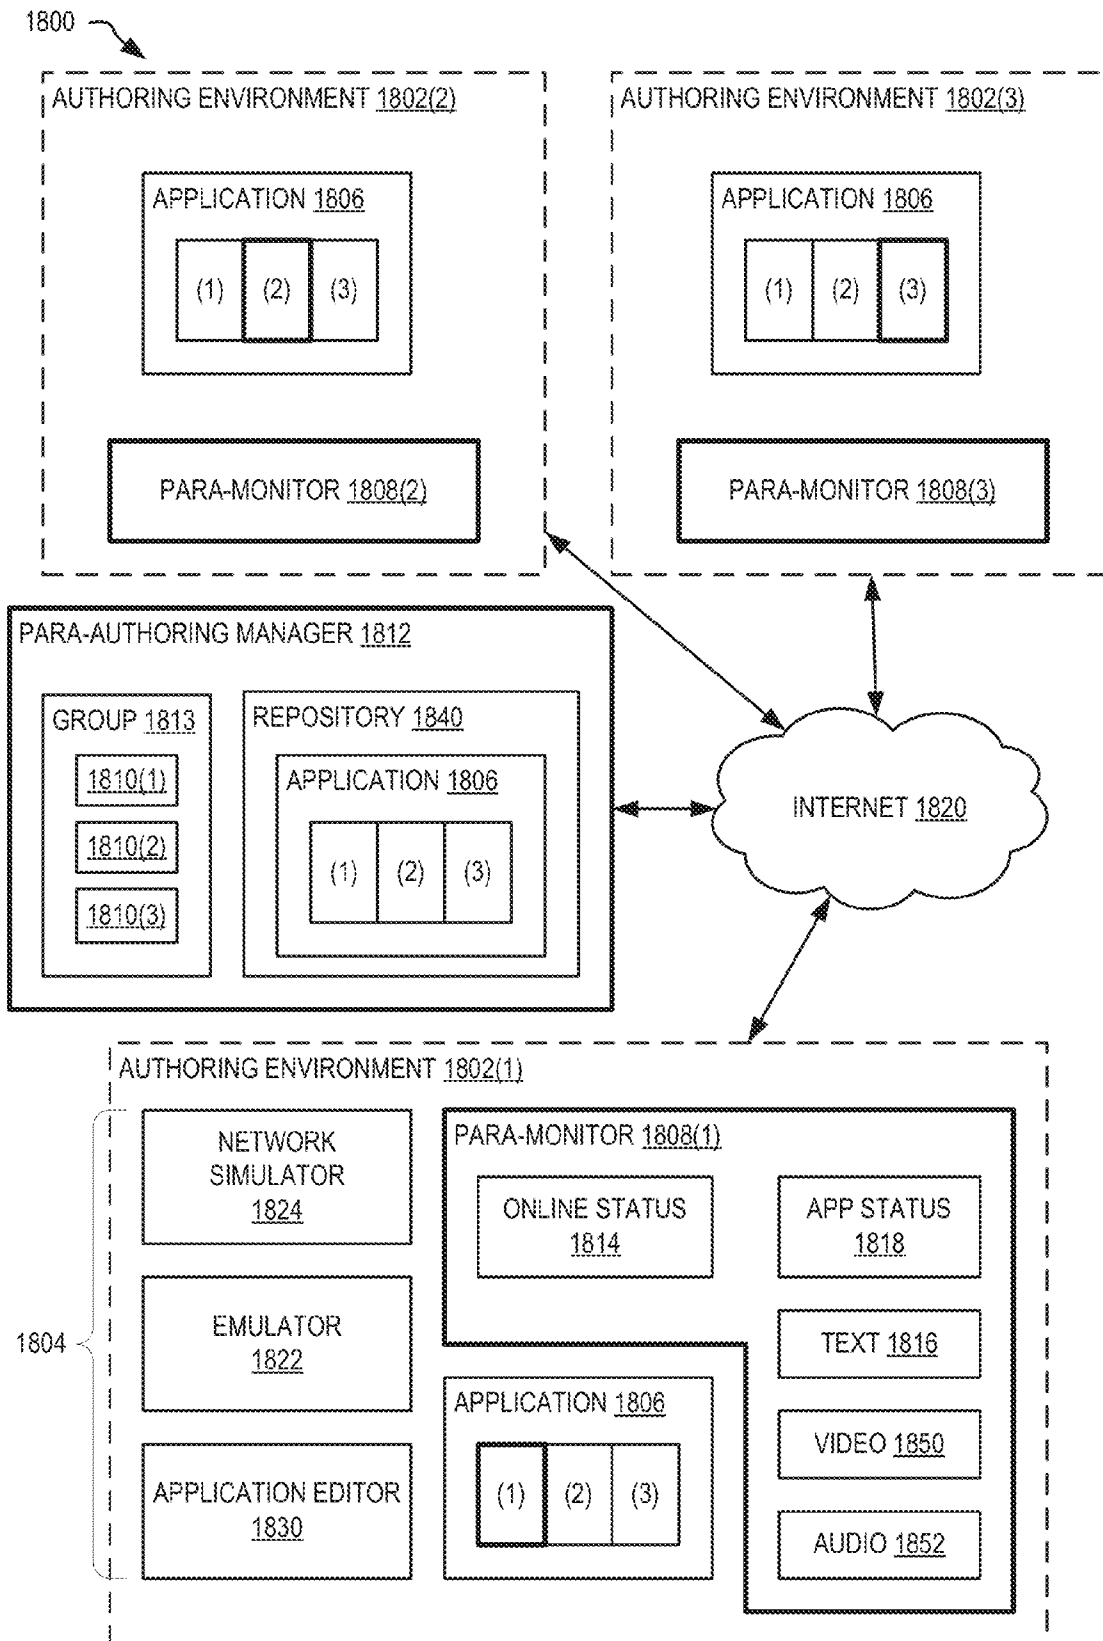 1800
AUTHORING ENVIRONMENT 1802(2)
APPLICATION 1806
(1) (2) (3)
PARA-MONITOR 1808(2)
AUTHORING ENVIRONMENT 1802(3)
APPLICATION 1806
(1) (2) (3)
PARA-MONITOR 1808(3)
PARA-AUTHORING MANAGER 1812
GROUP 1813
1810(1)
1810(2)
1810(3)
REPOSITORY 1840
APPLICATION 1806
(1) (2) (3)
INTERNET 1820
AUTHORING ENVIRONMENT 1802(1)
1804
NETWORK
SIMULATOR
1824
EMULATOR
1822
APPLICATION EDITOR
1830
PARA-MONITOR 1808(1)
ONLINE STATUS
1814
APP STATUS
1818
TEXT 1816
VIDEO 1850
AUDIO 1852
APPLICATION 1806
(1) (2) (3)